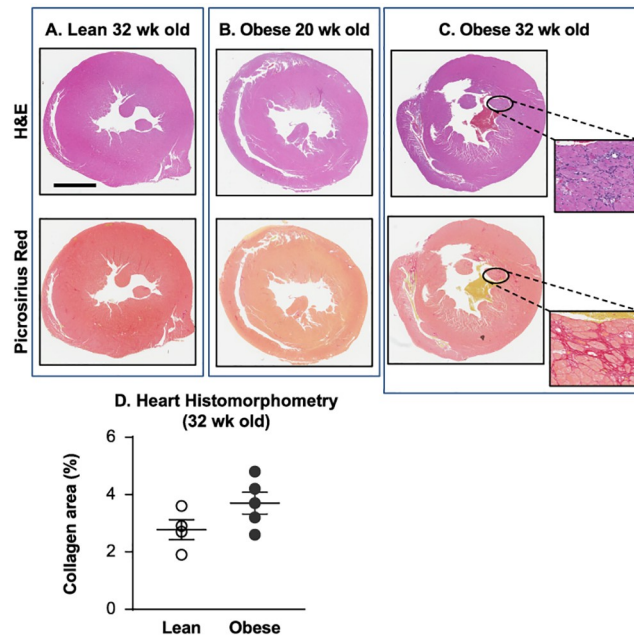 A. Lean 32 wk old
B. Obese 20 wk old
C. Obese 32 wk old
H&E
Picrosirius Red
D. Heart Histomorphometry
(32 wk old)
Collagen area (%)
6
4
2
0
Lean
Obese